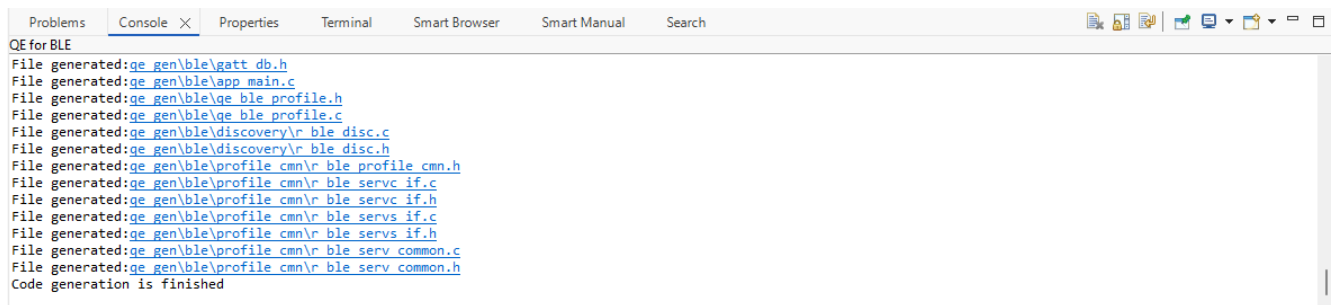 Problems Console Properties Terminal Smart Browser Smart Manual Search
QE for BLE
File generated:qe_gen\ble\gatt_db.h
File generated:qe_gen\ble\app_main.c
File generated:qe_gen\ble\qe_ble_profile.h
File generated:qe_gen\ble\qe_ble_profile.c
File generated:qe_gen\ble\discovery\r_ble_disc.c
File generated:qe_gen\ble\discovery\r_ble_disc.h
File generated:qe_gen\ble\profile_cmn\r_ble_profile_cmn.h
File generated:qe_gen\ble\profile_cmn\r_ble_servc_if.c
File generated:qe_gen\ble\profile_cmn\r_ble_servc_if.h
File generated:qe_gen\ble\profile_cmn\r_ble_servs_if.c
File generated:qe_gen\ble\profile_cmn\r_ble_servs_if.h
File generated:qe_gen\ble\profile_cmn\r_ble_serv_common.c
File generated:qe_gen\ble\profile_cmn\r_ble_serv_common.h
Code generation is finished